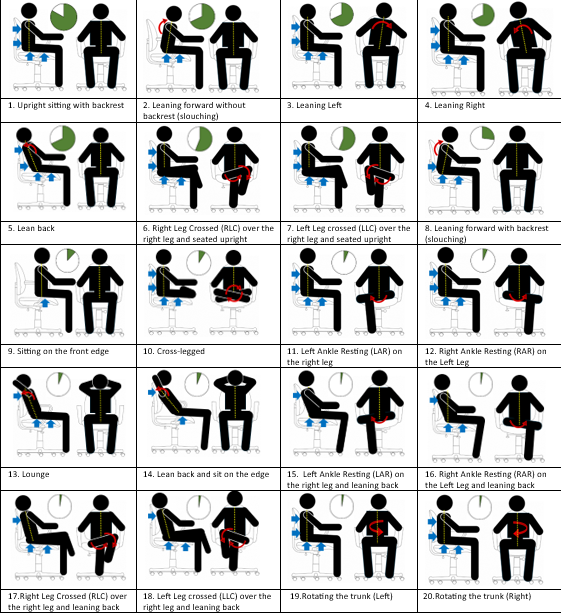 1. Upright sitting with backrest
2. Leaning forward without
backrest (slouching)
3. Leaning Left
4. Leaning Right
5. Lean back
6. Right Leg Crossed (RLC) over the
right leg and seated upright
7. Left Leg crossed (LLC) over the
right leg and seated upright
8. Leaning forward with backrest
(slouching)
9. Sitting on the front edge
10. Cross-legged
11. Left Ankle Resting (LAR) on
the right leg
12. Right Ankle Resting (RAR) on
the Left Leg
13. Lounge
14. Lean back and sit on the edge
15. Left Ankle Resting (LAR) on
the right leg and leaning back
16. Right Ankle Resting (RAR) on
the Left Leg and leaning back
17.Right Leg Crossed (RLC) over
the right leg and leaning back
18. Left Leg crossed (LLC) over the
right leg and leaning back
19.Rotating the trunk (Left)
20.Rotating the trunk (Right)